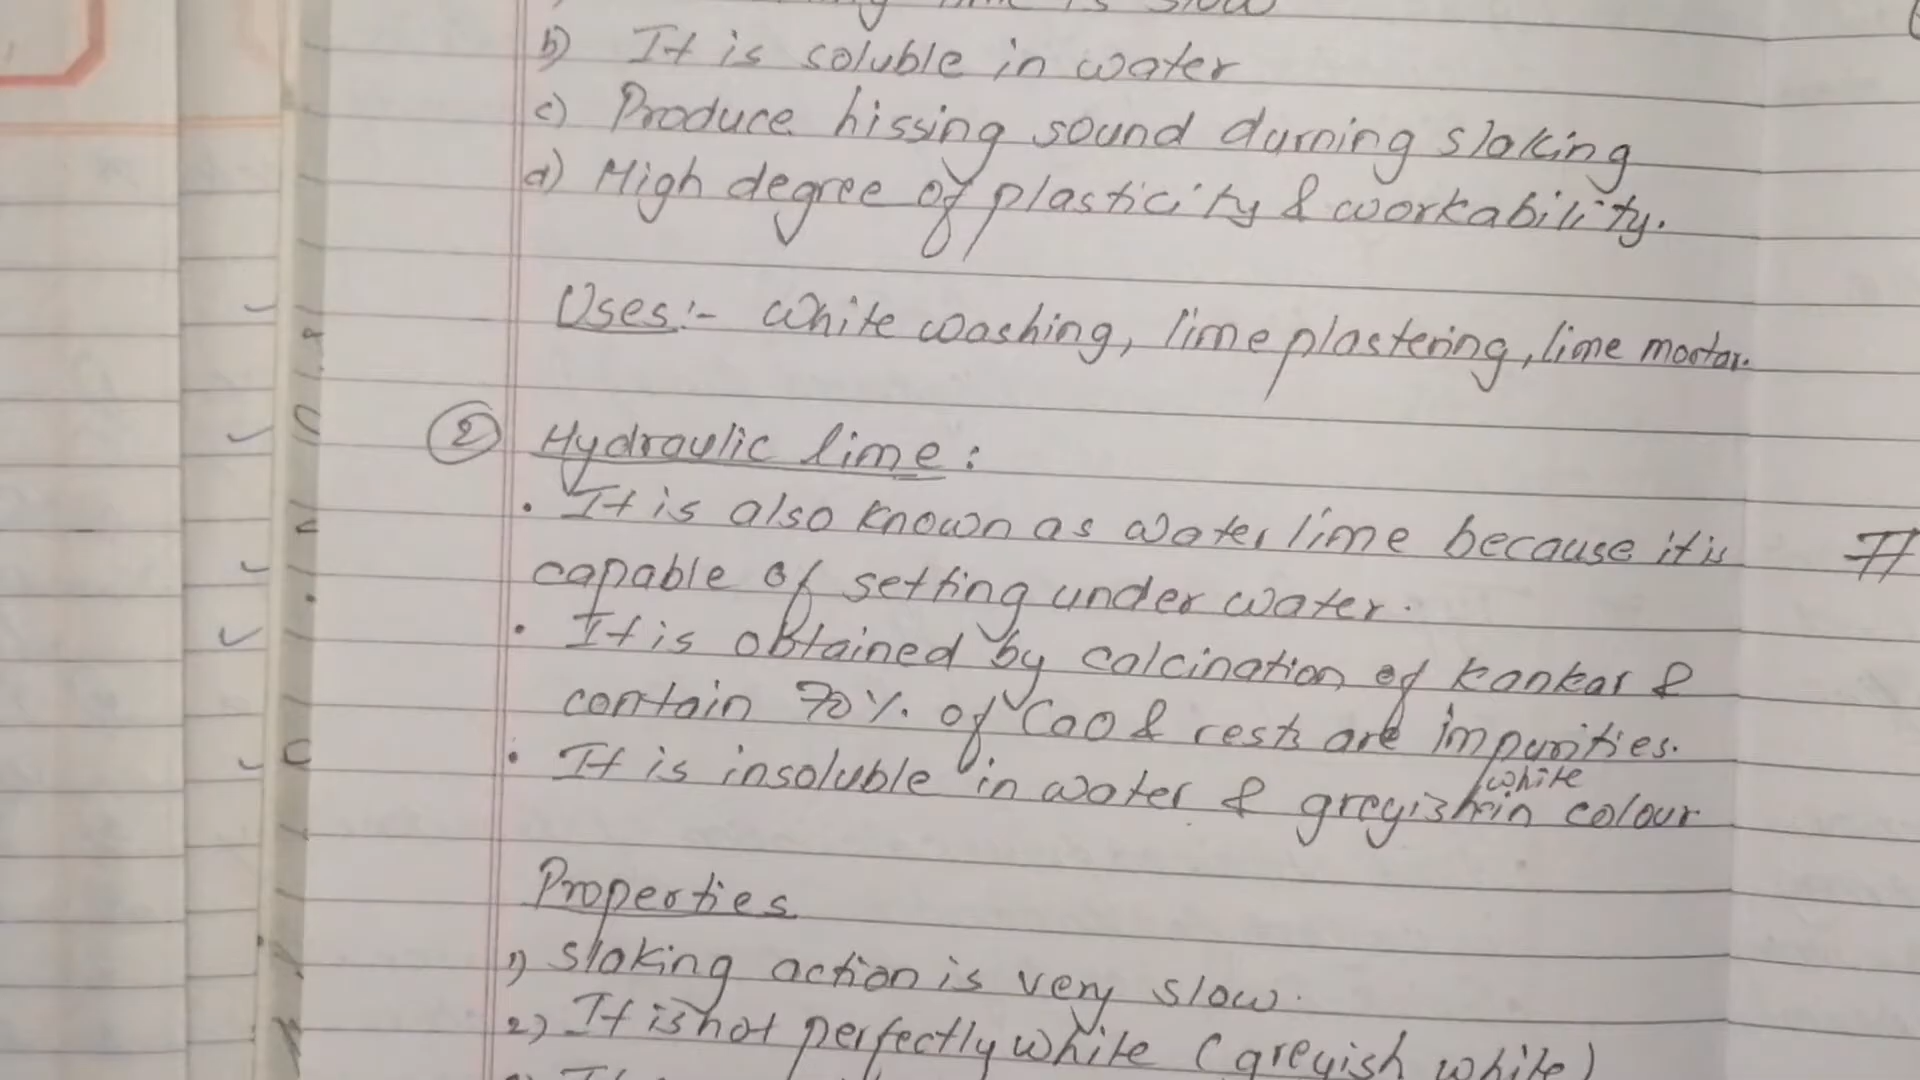 time is slow
b) It is soluble in water
c) Produce hissing sound durning slaking
d) High degree of plasticity & workability.
Uses:- White washing, lime plastering, lime mortar.
② Hydraulic lime:
• It is also known as water lime because it is
capable of setting under water.
• It is obtained by calcination of kankar &
contain 70% of CaO & rests are impurities.
• It is insoluble in water & greyish white in colour
Properties
1) slaking action is very slow.
2) It is not perfectly white (greyish white)